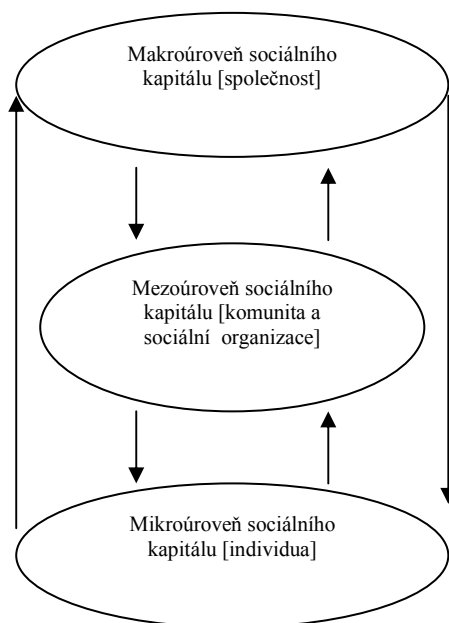 Makroúroveň sociálního
kapitálu [společnost]
Mezoúroveň sociálního
kapitálu [komunita a
sociální organizace]
Mikroúroveň sociálního
kapitálu [individua]